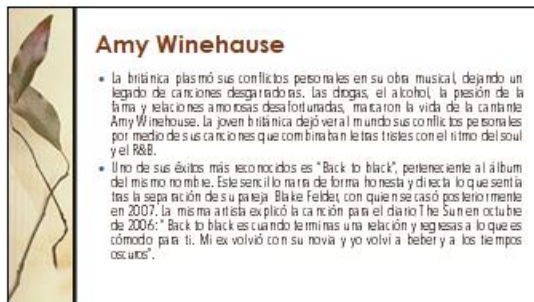 Amy Winehause
• La británica plasmó sus conflictos personales en su obra musical, dejando un
legado de canciones desgarradoras. Las drogas, el alcohol, la presión de la
fama y relaciones amorosas desafortunadas, marcaron la vida de la cantante
Amy Winehouse. La joven británica dejó ver al mundo sus conflictos personales
por medio de sus canciones que combinaban letras tristes con el ritmo del soul
y el R&B.
• Uno de sus éxitos más reconocidos es "Back to black", perteneciente al álbum
del mismo nombre. Este sencillo narra de forma honesta y directa lo que sentía
tras la separación de su pareja Blake Felder, con quien se casó posteriormente
en 2007. La misma artista explicó la canción para el diario The Sun en octubre
de 2006: "Back to black es cuando terminas una relación y regresas a lo que es
cómodo para ti. Mi ex volvió con su novia y yo volví a beber y a los tiempos
oscuros".